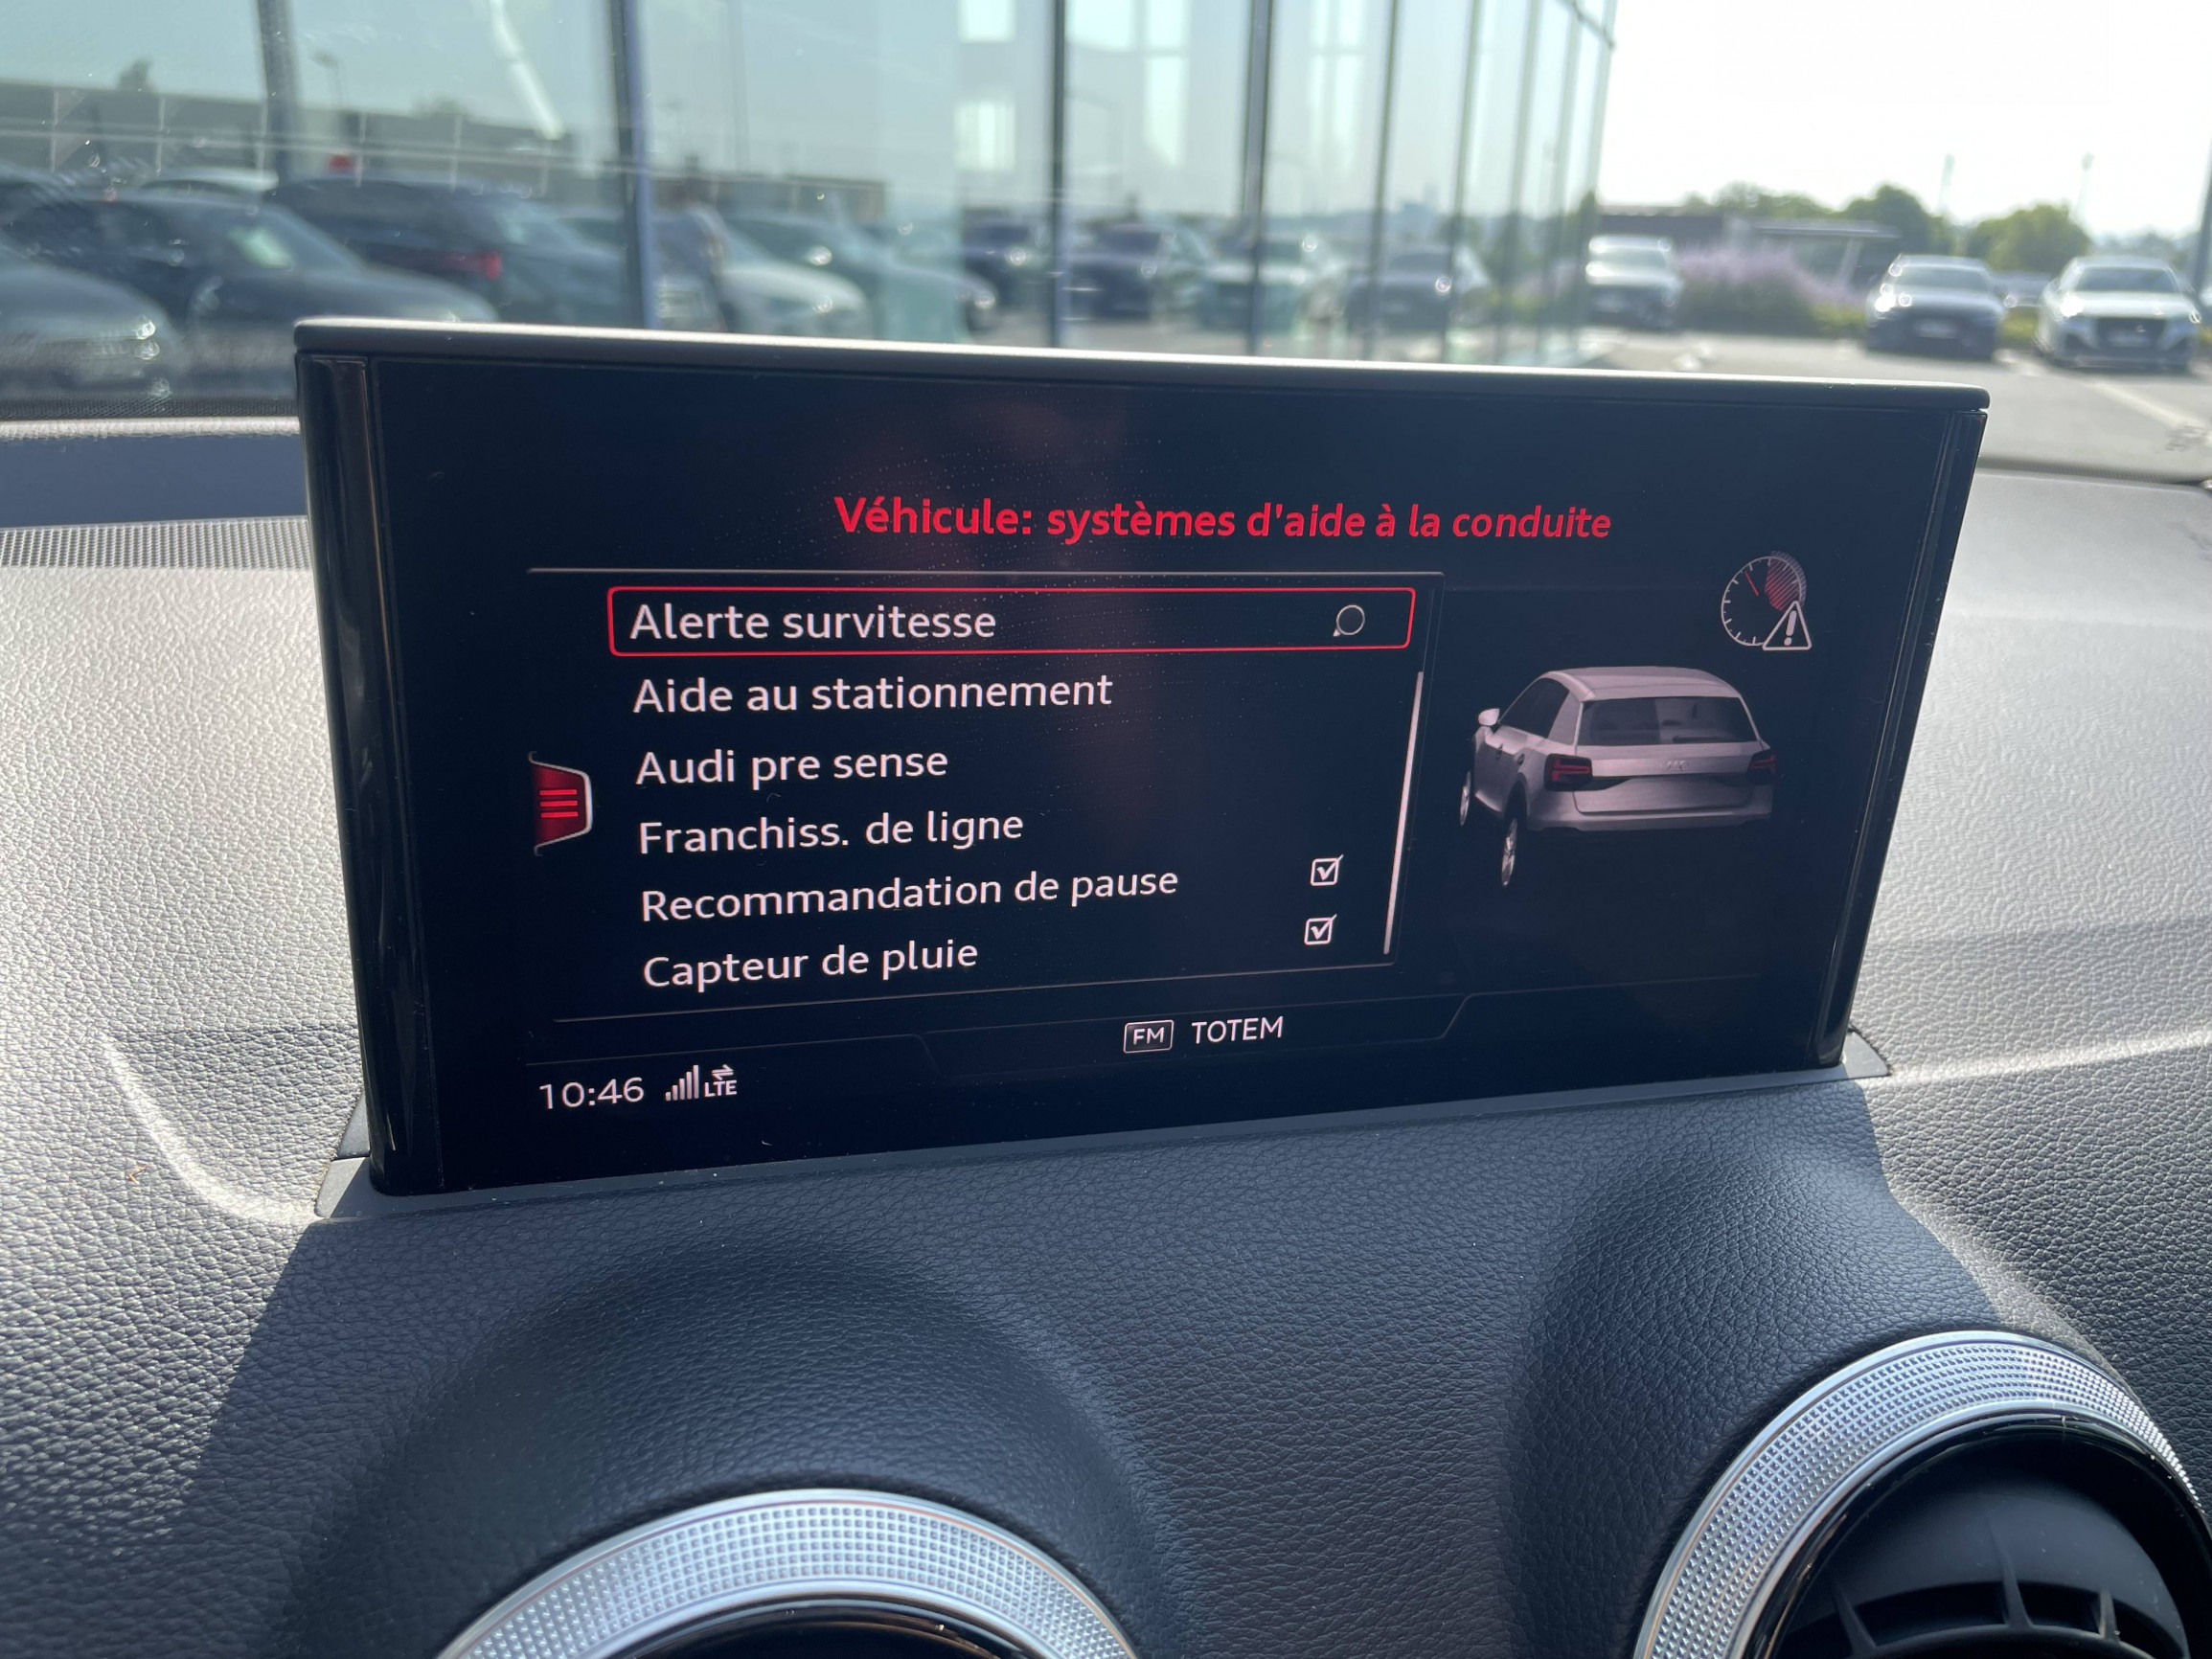 Véhicule: systèmes d'aide à la conduite
Alerte survitesse
Aide au stationnement
Audi pre sense
Franchiss. de ligne
Recommandation de pause
Capteur de pluie
FM TOTEM
10:46 LTE